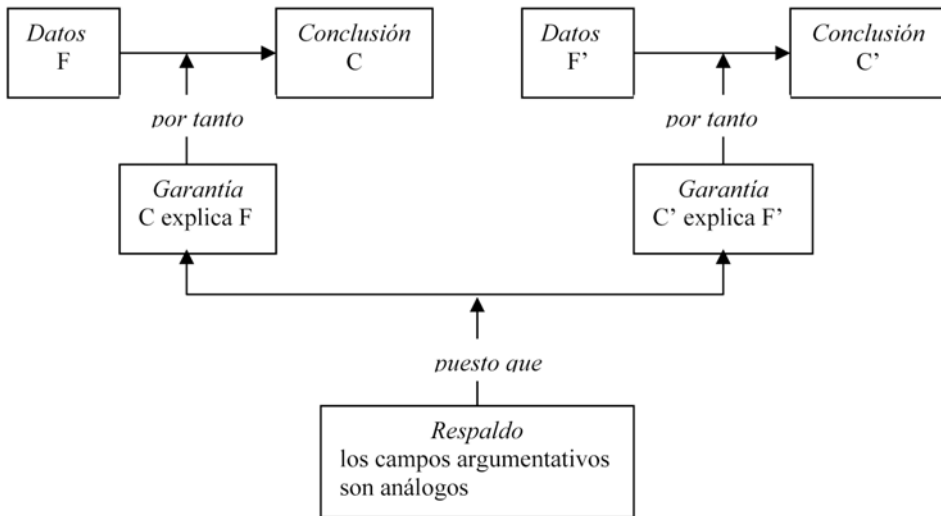 Datos
F
Conclusión
C
Datos
F’
Conclusión
C’
por tanto
por tanto
Garantía
C explica F
Garantía
C’ explica F’
puesto que
Respaldo
los campos argumentativos
son análogos